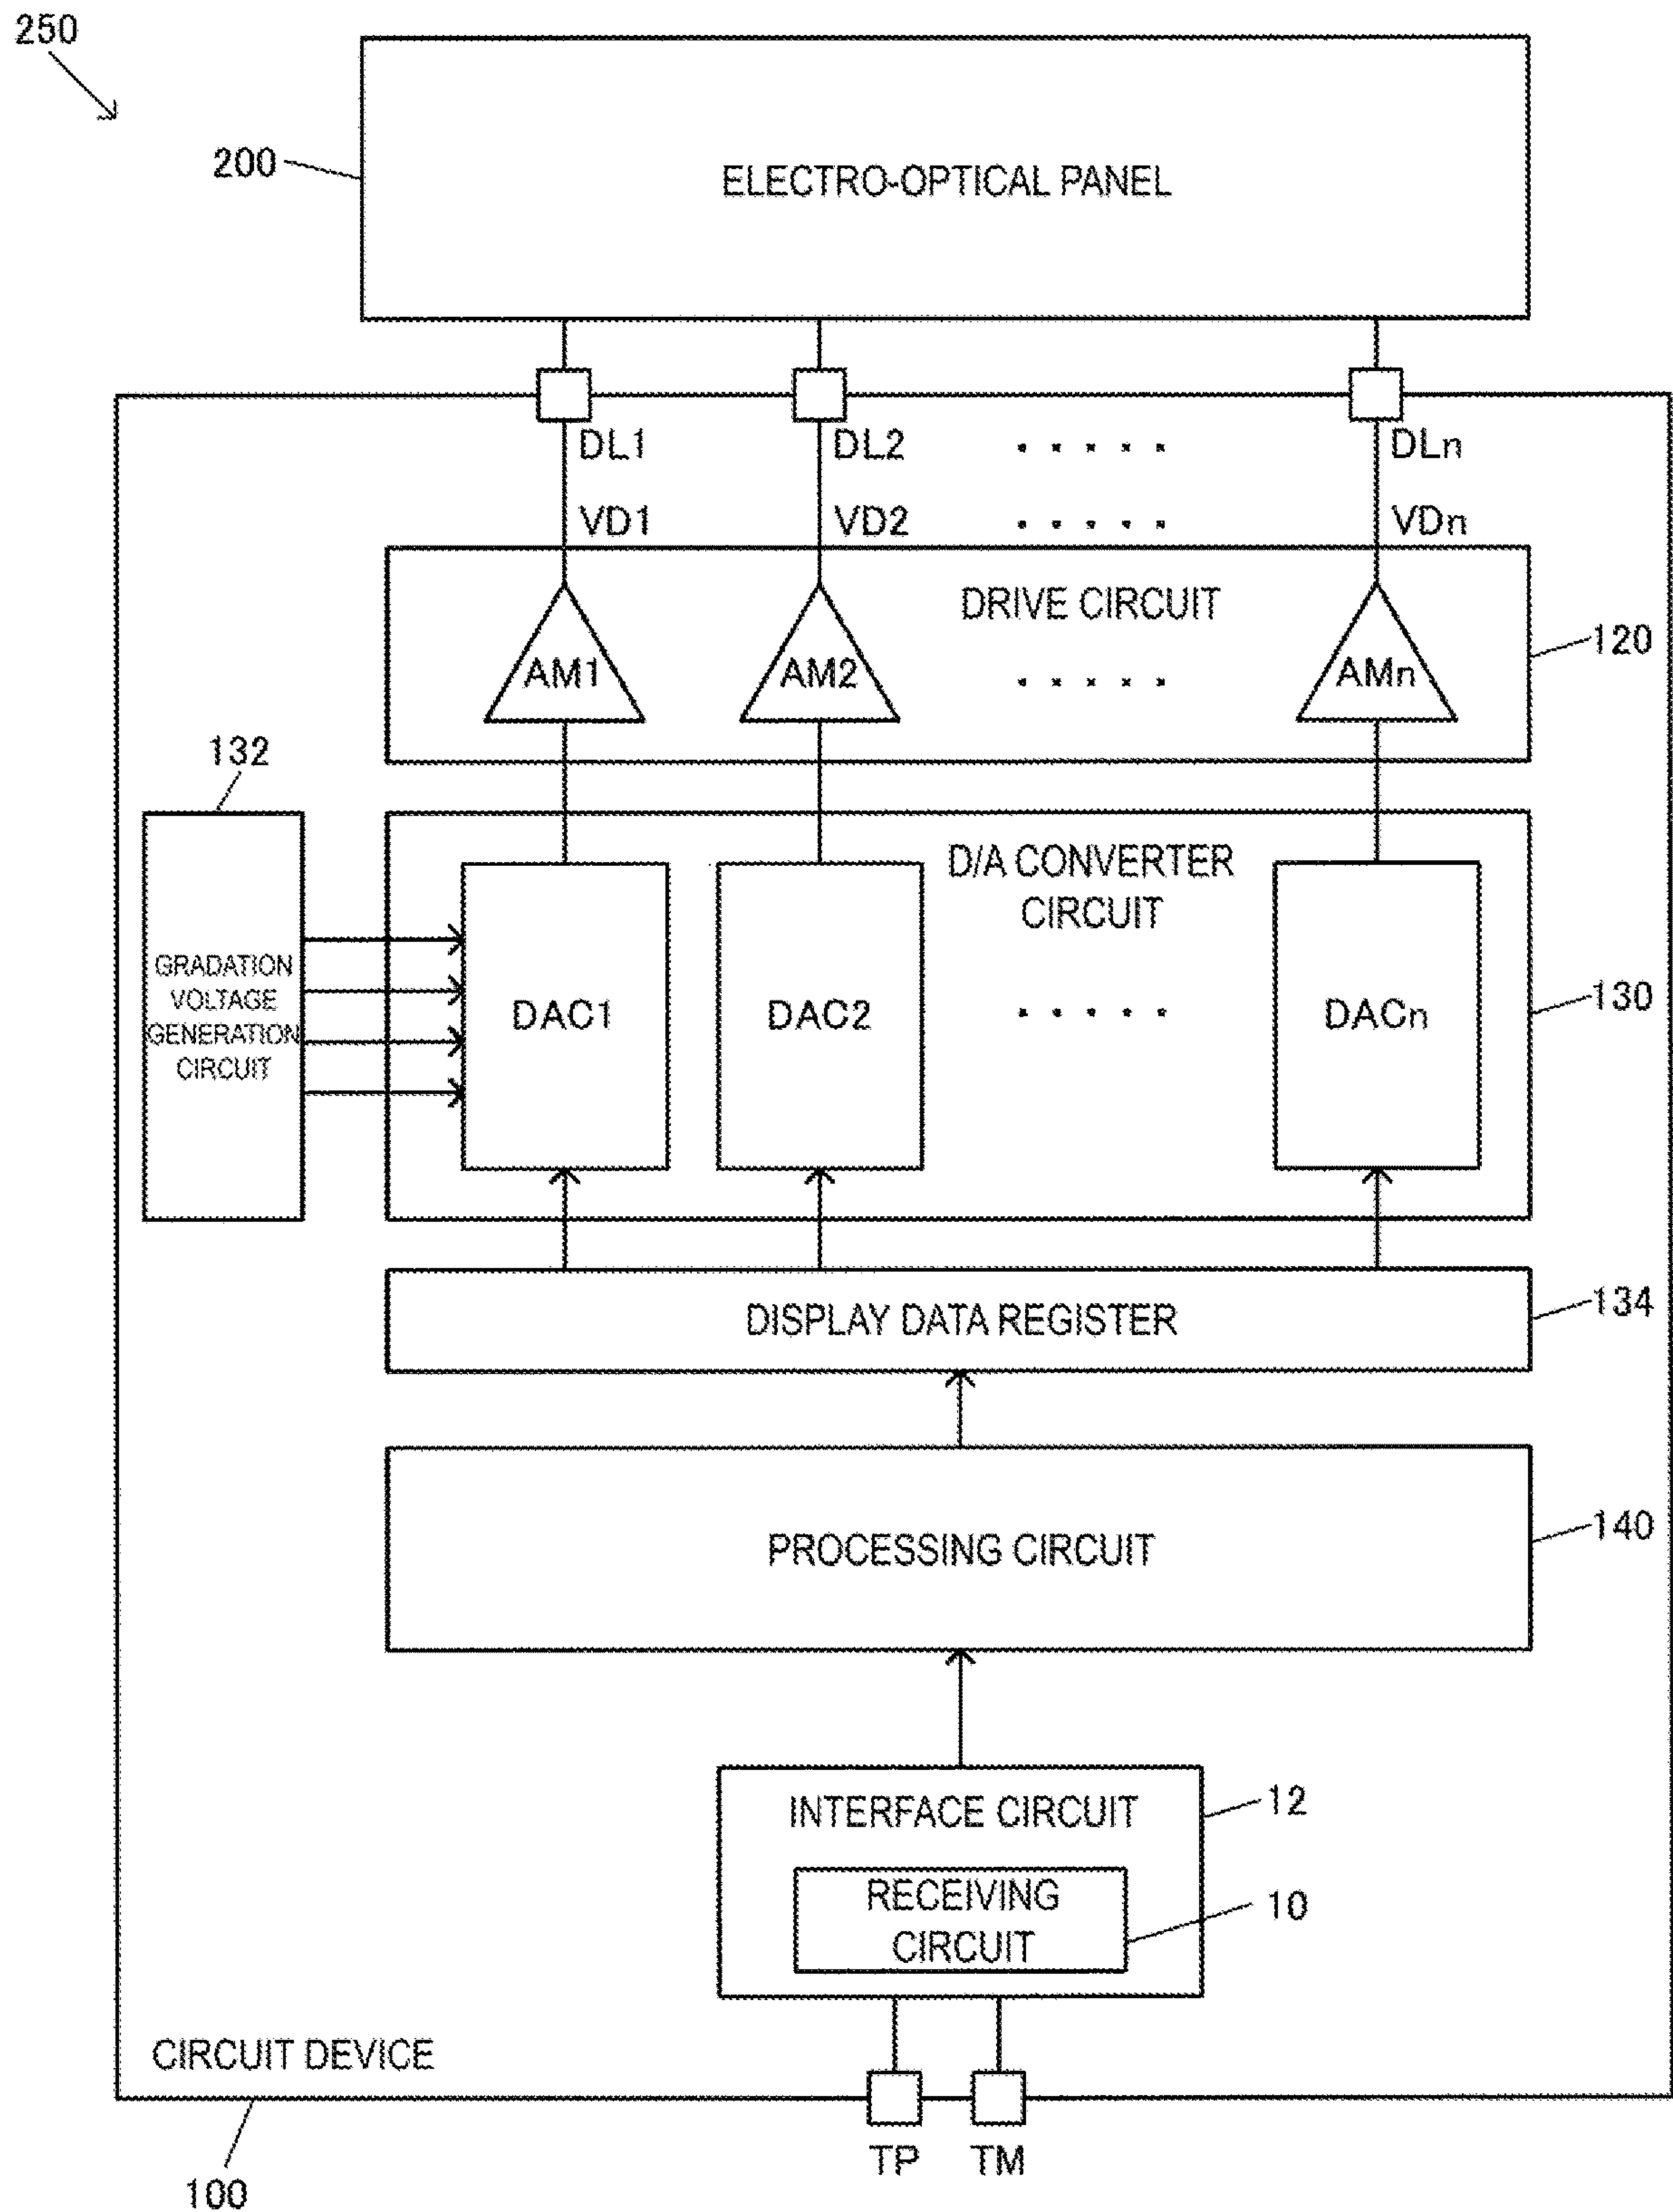 250
200
ELECTRO-OPTICAL PANEL
DL1 DL2 ..... DLn
VD1 VD2 ..... VDn
DRIVE CIRCUIT
120
AM1 AM2 ..... AMn
132
D/A CONVERTER
CIRCUIT
GRADATION
VOLTAGE
GENERATION
CIRCUIT
DAC1 DAC2 ..... DACn
130
DISPLAY DATA REGISTER
134
PROCESSING CIRCUIT
140
INTERFACE CIRCUIT
12
RECEIVING
CIRCUIT
10
CIRCUIT DEVICE
TP TM
100